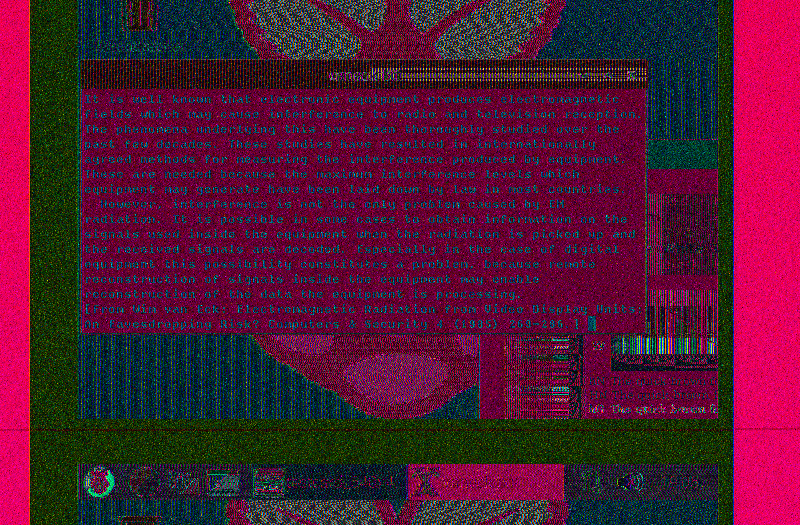 It is well known that electronic equipment produces electromagnetic
fields which may cause interference to radio and television reception.
The phenomena underlying this have been thoroughly studied over the
past few decades. These studies have resulted in internationally
agreed methods for measuring the interference produced by equipment.
These are needed because the maximum interference levels which
equipment may generate have been laid down by law in most countries.
However, interference is not the only problem caused by EM
radiation. It is possible in some cases to obtain information on the
signals used inside the equipment when the radiation is picked up and
the received signals are decoded. Especially in the case of digital
equipment this possibility constitutes a problem, because remote
reconstruction of signals inside the equipment may enable
reconstruction of the data the equipment is processing.
[From Wim van Eck: Electromagnetic Radiation from Video Display Units:
An Eavesdropping Risk? Computers & Security 4 (1985) 269-286 ]
The quick brown